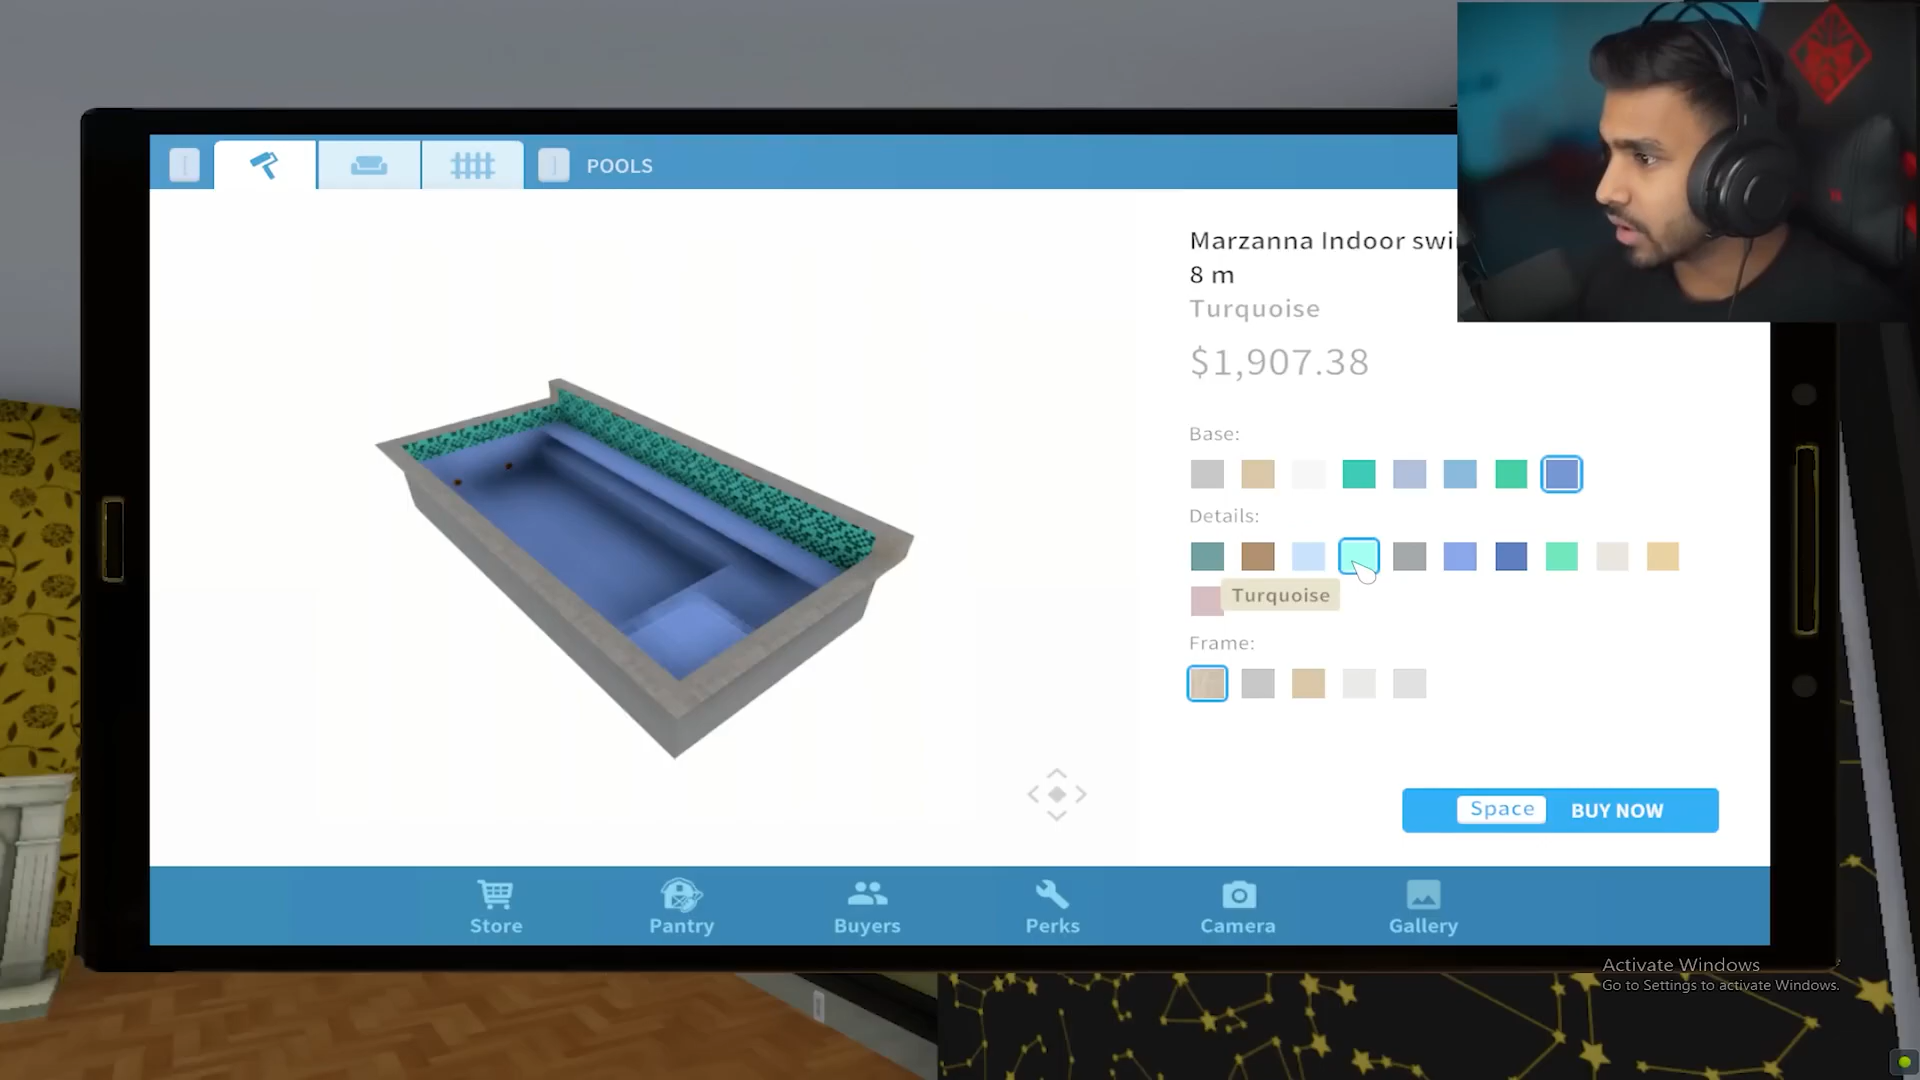 POOLS
Marzanna Indoor
8 m
Turquoise
$1,907.38
Base:
Details:
Turquoise
Frame:
Space BUY NOW
Store Pantry Buyers Perks Camera Gallery
Activate Windows
Go to Settings to activate Windows.